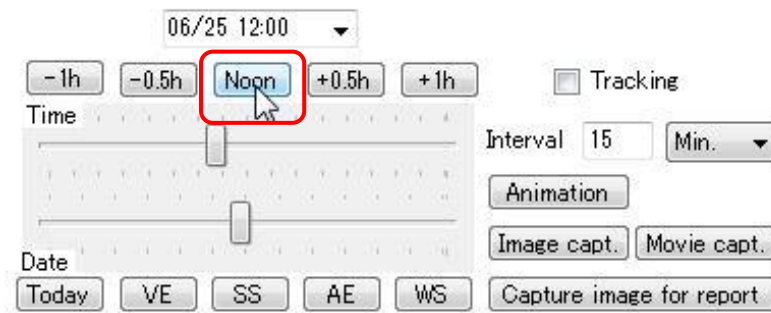 06/25 12:00
-1h -0.5h Noon +0.5h +1h Tracking
Time
Interval 15 Min.
Animation
Image capt. Movie capt.
Date
Today VE SS AE WS Capture image for report